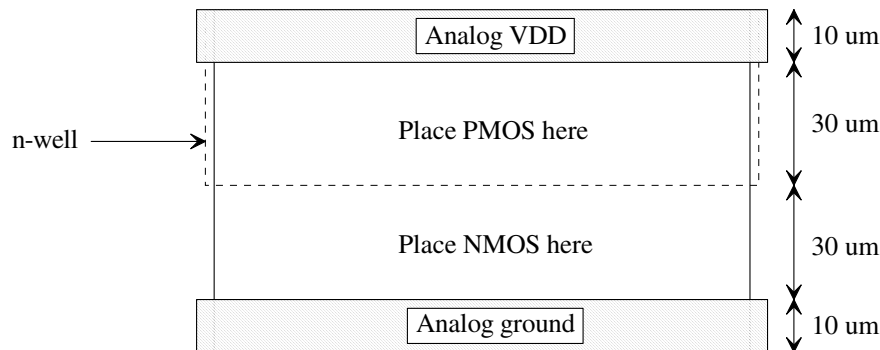 Analog VDD
10 um
n-well
Place PMOS here
30 um
Place NMOS here
30 um
Analog ground
10 um